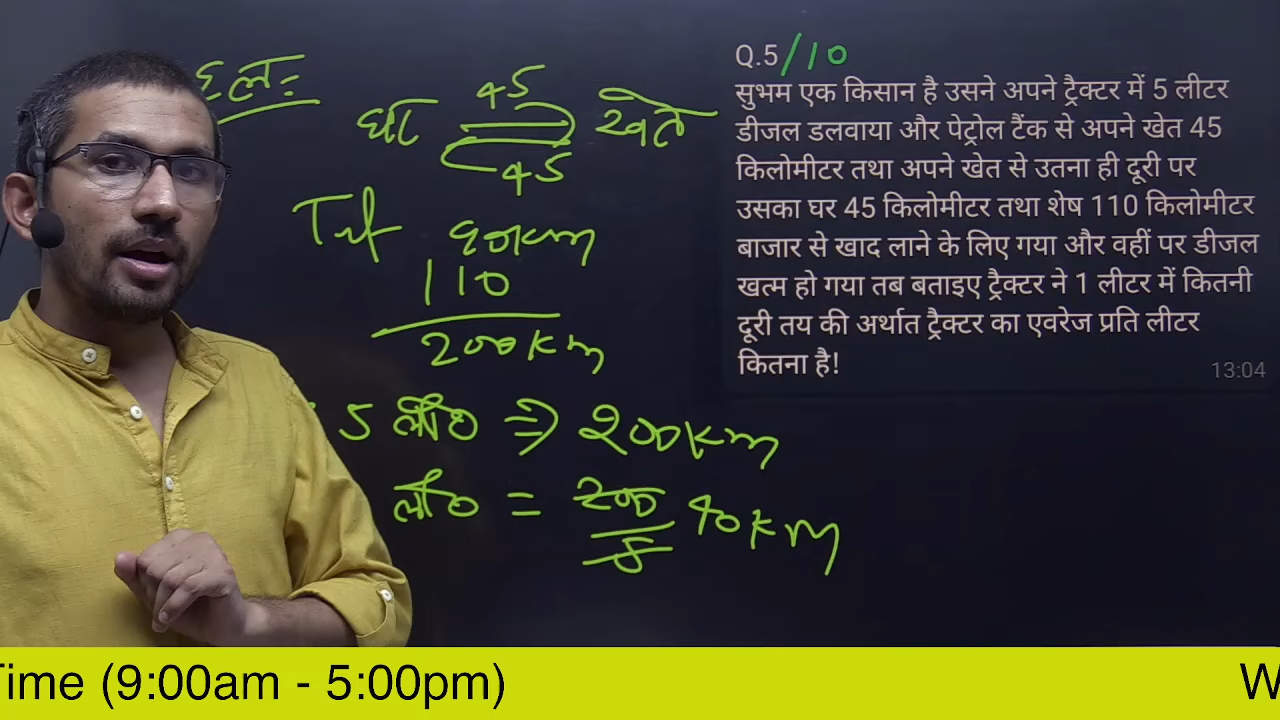 हलः
45
घर खेत
45
90km
110
200km
5 ली० ⇒ 200km
ली० = 200/5 40km
Q.5/10
सुभम एक किसान है उसने अपने ट्रैक्टर में 5 लीटर
डीजल डलवाया और पेट्रोल टैंक से अपने खेत 45
किलोमीटर तथा अपने खेत से उतना ही दूरी पर
उसका घर 45 किलोमीटर तथा शेष 110 किलोमीटर
बाजार से खाद लाने के लिए गया और वहीं पर डीजल
खत्म हो गया तब बताइए ट्रैक्टर ने 1 लीटर में कितनी
दूरी तय की अर्थात ट्रैक्टर का एवरेज प्रति लीटर
कितना है!
13:04
Time (9:00am - 5:00pm)
W